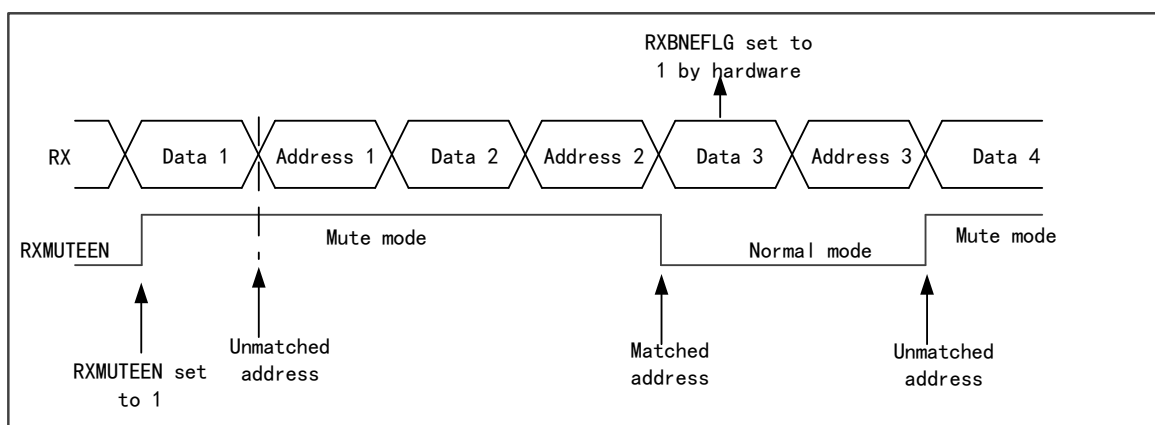 RXBNEFLG set to
1 by hardware
RX
Data 1
Address 1
Data 2
Address 2
Data 3
Address 3
Data 4
RXMUTEEN
Mute mode
Normal mode
Mute mode
RXMUTEEN set
to 1
Unmatched
address
Matched
address
Unmatched
address